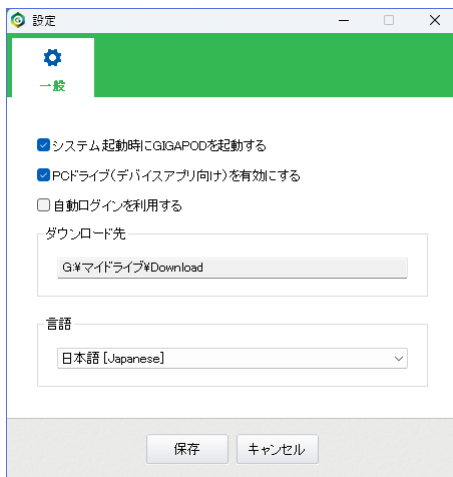 設定
一般
システム起動時にGIGAPODを起動する
PCドライブ(デバイスアプリ向け)を有効にする
自動ログインを利用する
ダウンロード先
G:¥マイドライブ¥Download
言語
日本語 [Japanese]
保存 キャンセル